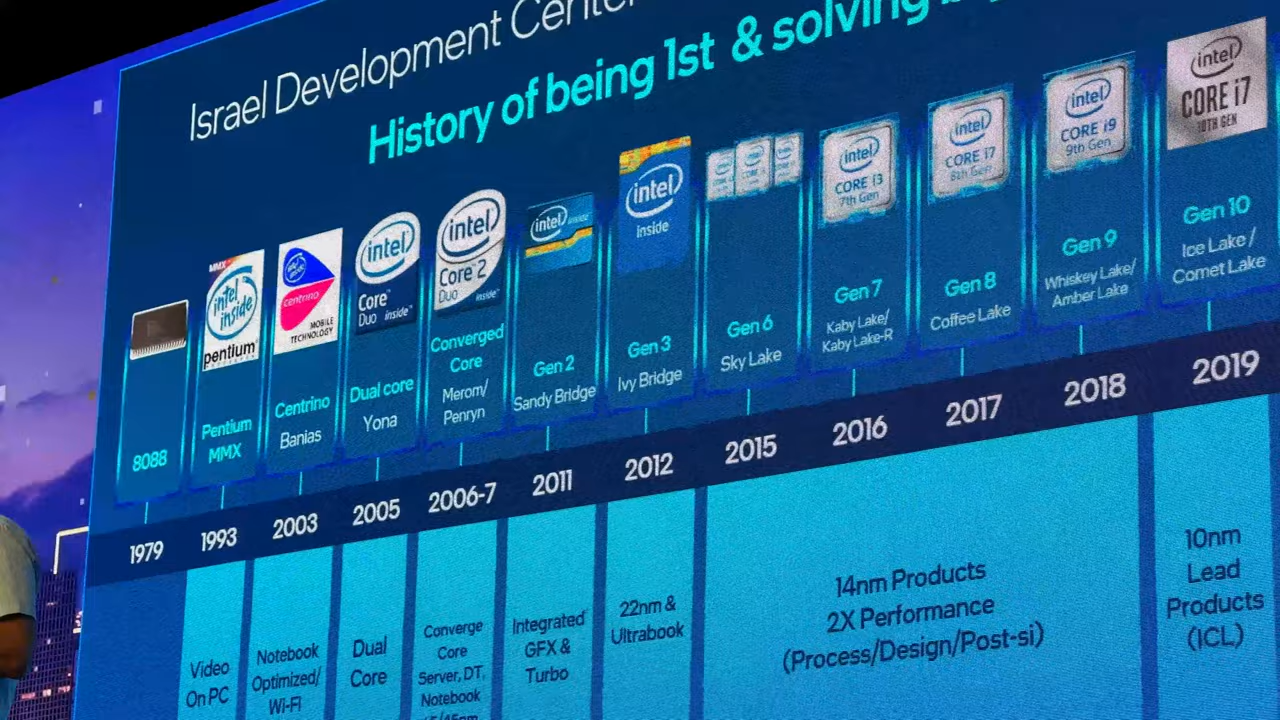 Israel Development Center
History of being 1st & solving
MMX
intel
inside
pentium
intel
centrino
MOBILE
TECHNOLOGY
intel
Core™
Duo inside™
intel
Core™2
Duo inside™
intel inside
intel
inside
intel
CORE i3
7th Gen
intel
CORE i7
8th Gen
intel
CORE i9
9th Gen
intel
CORE i7
10TH GEN
8088
Pentium
MMX
Centrino
Banias
Dual core
Yona
Converged
Core
Merom/
Penryn
Gen 2
Sandy Bridge
Gen 3
Ivy Bridge
Gen 6
Sky Lake
Gen 7
Kaby Lake/
Kaby Lake-R
Gen 8
Coffee Lake
Gen 9
Whiskey Lake/
Amber Lake
Gen 10
Ice Lake /
Comet Lake
1979 1993 2003 2005 2006-7 2011 2012 2015 2016 2017 2018 2019
Video
On PC
Notebook
Optimized/
Wi-Fi
Dual
Core
Converge
Core
Server, DT,
Notebook
Integrated
GFX &
Turbo
22nm &
Ultrabook
14nm Products
2X Performance
(Process/Design/Post-si)
10nm
Lead
Products
(ICL)